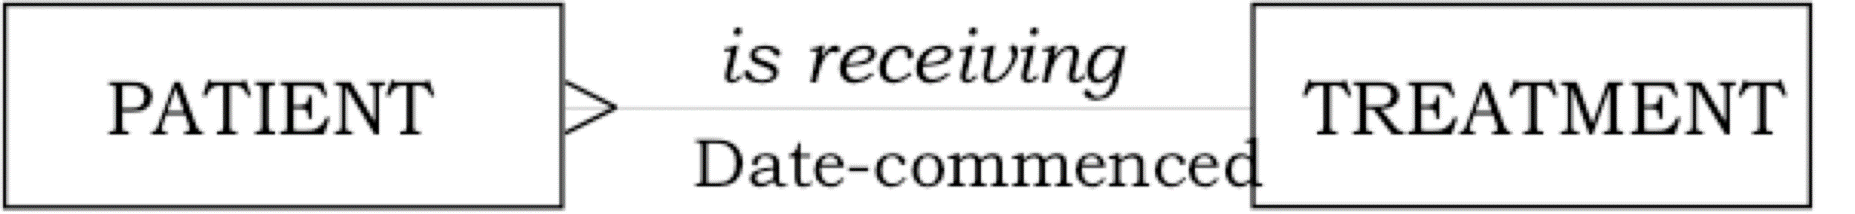 PATIENT
is receiving
Date-commenced
TREATMENT